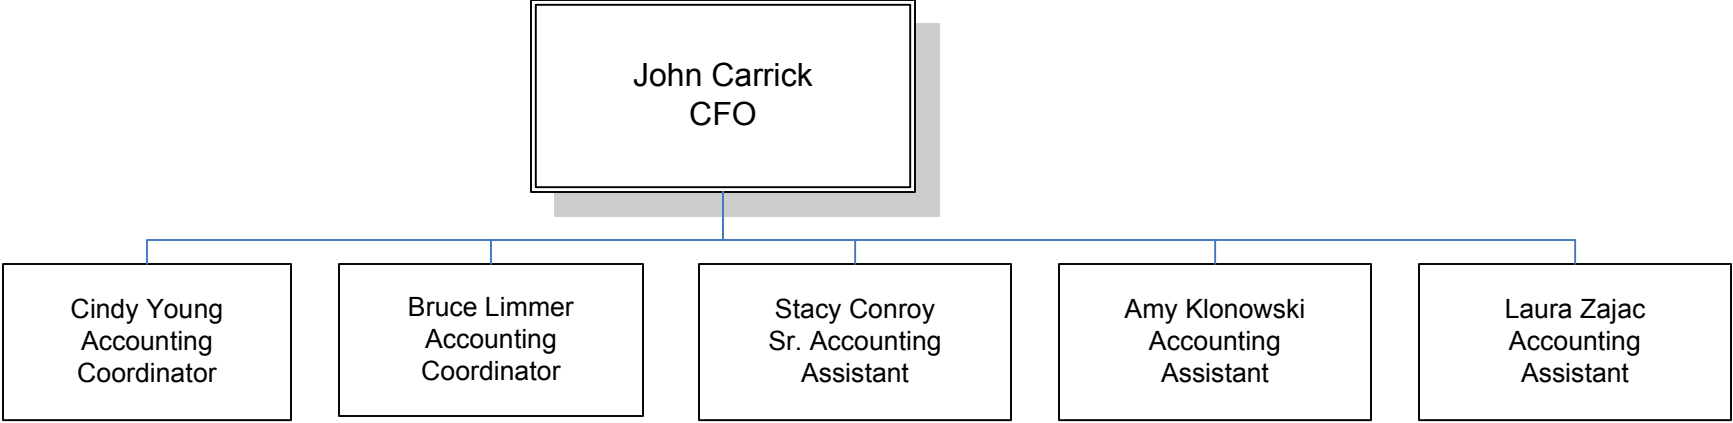 John Carrick
CFO
Cindy Young
Accounting
Coordinator
Bruce Limmer
Accounting
Coordinator
Stacy Conroy
Sr. Accounting
Assistant
Amy Klonowski
Accounting
Assistant
Laura Zajac
Accounting
Assistant